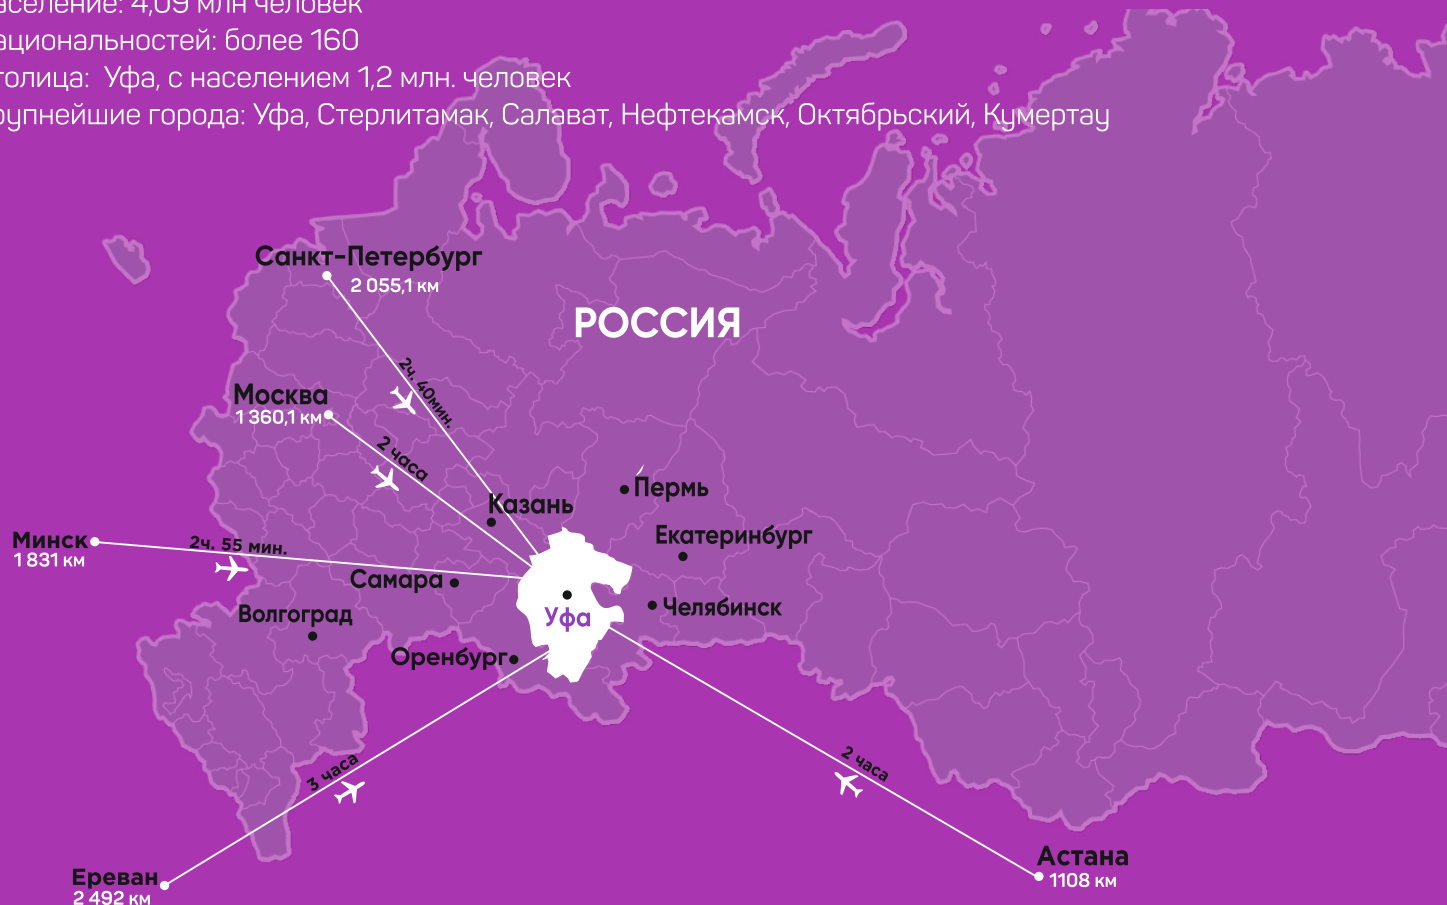 аселение: 4,09 млн человек
ациональностей: более 160
толица: Уфа, с населением 1,2 млн. человек
рупнейшие города: Уфа, Стерлитамак, Салават, Нефтекамск, Октябрьский, Кумертау
Санкт-Петербург
2 055,1 км
РОССИЯ
2ч. 40мин.
Москва
1 360,1 км
2 часа
Казань
Пермь
Екатеринбург
Минск
1 831 км
2ч. 55 мин.
Самара
Челябинск
Волгоград
Уфа
Оренбург
3 часа
2 часа
Астана
1108 км
Ереван
2 492 км